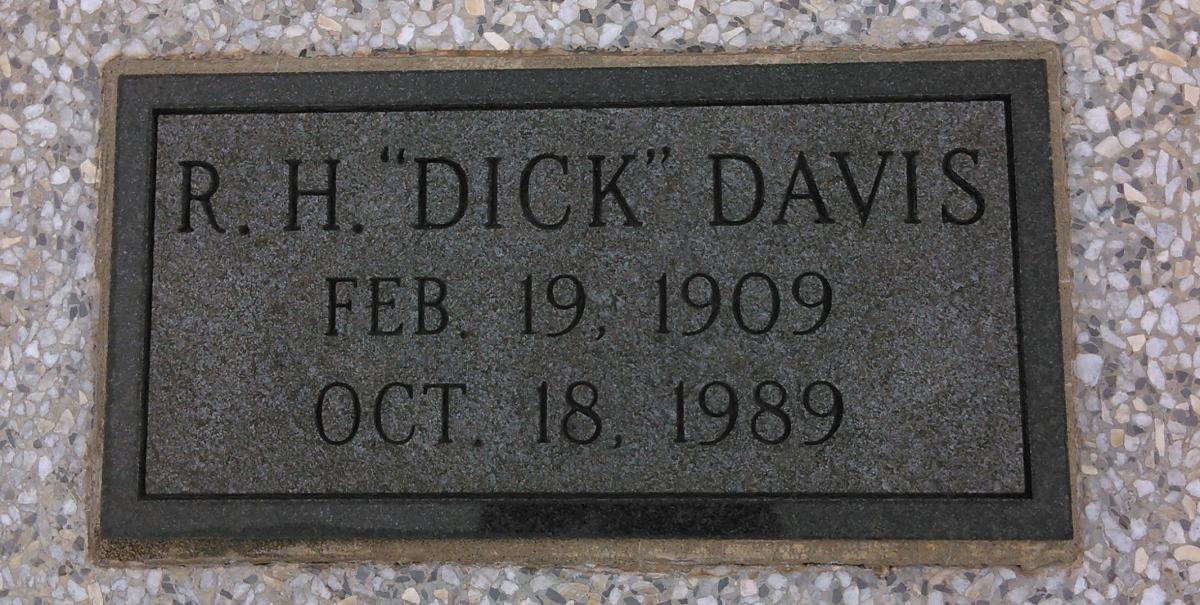 R. H. “DICK” DAVIS
FEB. 19, 1909
OCT. 18, 1989